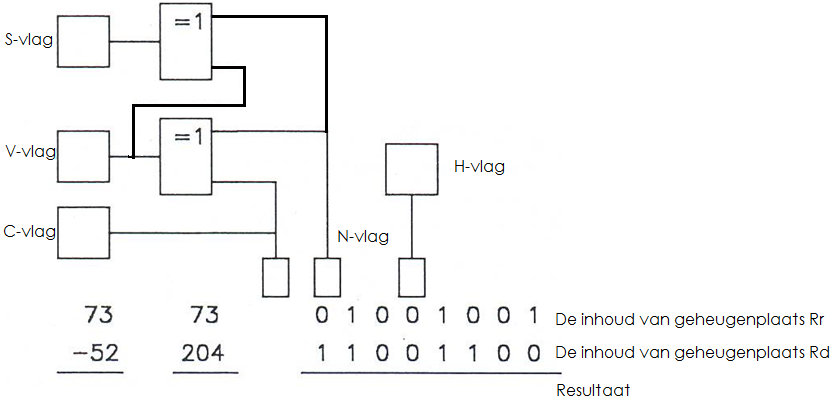 =1
S-vlag
=1
V-vlag
H-vlag
C-vlag
N-vlag
73 73 0 1 0 0 1 0 0 1 De inhoud van geheugenplaats Rr
-52 204 1 1 0 0 1 1 0 0 De inhoud van geheugenplaats Rd
Resultaat